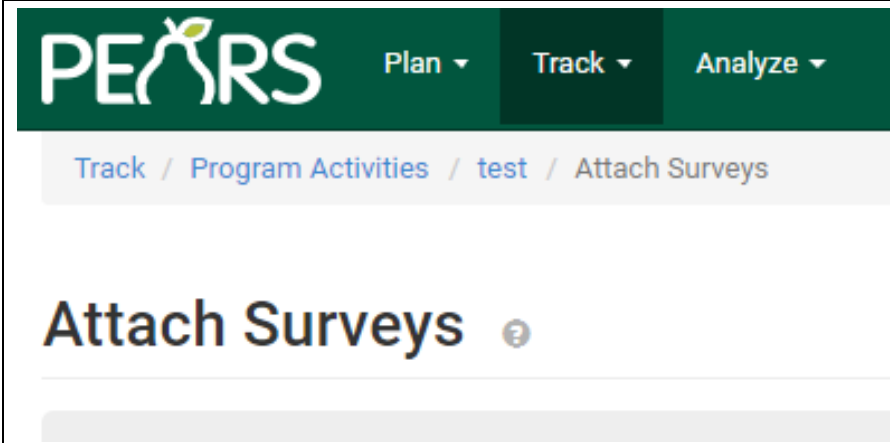 PEARS Plan Track Analyze
Track / Program Activities / test / Attach Surveys
Attach Surveys ?